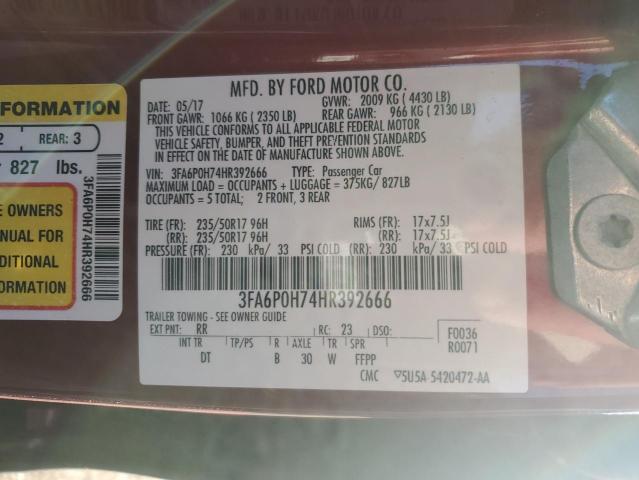 MFD. BY FORD MOTOR CO.
DATE: 05/17 GVWR: 2009 KG ( 4430 LB)
FRONT GAWR: 1066 KG ( 2350 LB) REAR GAWR: 966 KG ( 2130 LB)
THIS VEHICLE CONFORMS TO ALL APPLICABLE FEDERAL MOTOR
VEHICLE SAFETY, BUMPER, AND THEFT PREVENTION STANDARDS
IN EFFECT ON THE DATE OF MANUFACTURE SHOWN ABOVE.
VIN: 3FA6P0H74HR392666 TYPE: Passenger Car
MAXIMUM LOAD = OCCUPANTS + LUGGAGE = 375KG/ 827LB
OCCUPANTS = 5 TOTAL; 2 FRONT, 3 REAR
TIRE (FR): 235/50R17 96H RIMS (FR): 17x7.5J
(RR): 235/50R17 96H (RR): 17x7.5J
PRESSURE (FR): 230 kPa/ 33 PSI COLD (RR): 230 kPa/ 33 PSI COLD
3FA6P0H74HR392666
TRAILER TOWING - SEE OWNER GUIDE
EXT PNT: RR RC: 23 DSO: F0036
INT TR TP/PS R AXLE TR SPR R0071
DT B 30 W FFPP
CMC 5U5A 5420472-AA
FORMATION
2 REAR: 3
827 lbs.
E OWNERS
NUAL FOR
DITIONAL
ORMATION
3FA6P0H74HR392666